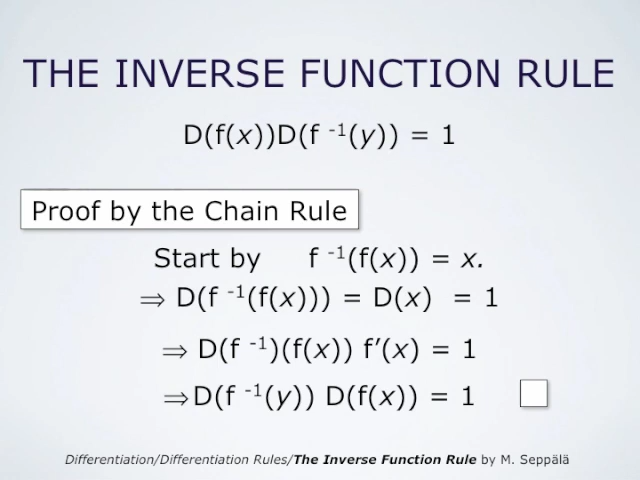 THE INVERSE FUNCTION RULE
D(f(x))D(f ⁻¹(y)) = 1
Proof by the Chain Rule
Start by f ⁻¹(f(x)) = x.
⇒ D(f ⁻¹(f(x))) = D(x) = 1
⇒ D(f ⁻¹)(f(x)) f’(x) = 1
⇒D(f ⁻¹(y)) D(f(x)) = 1
Differentiation/Differentiation Rules/The Inverse Function Rule by M. Seppälä